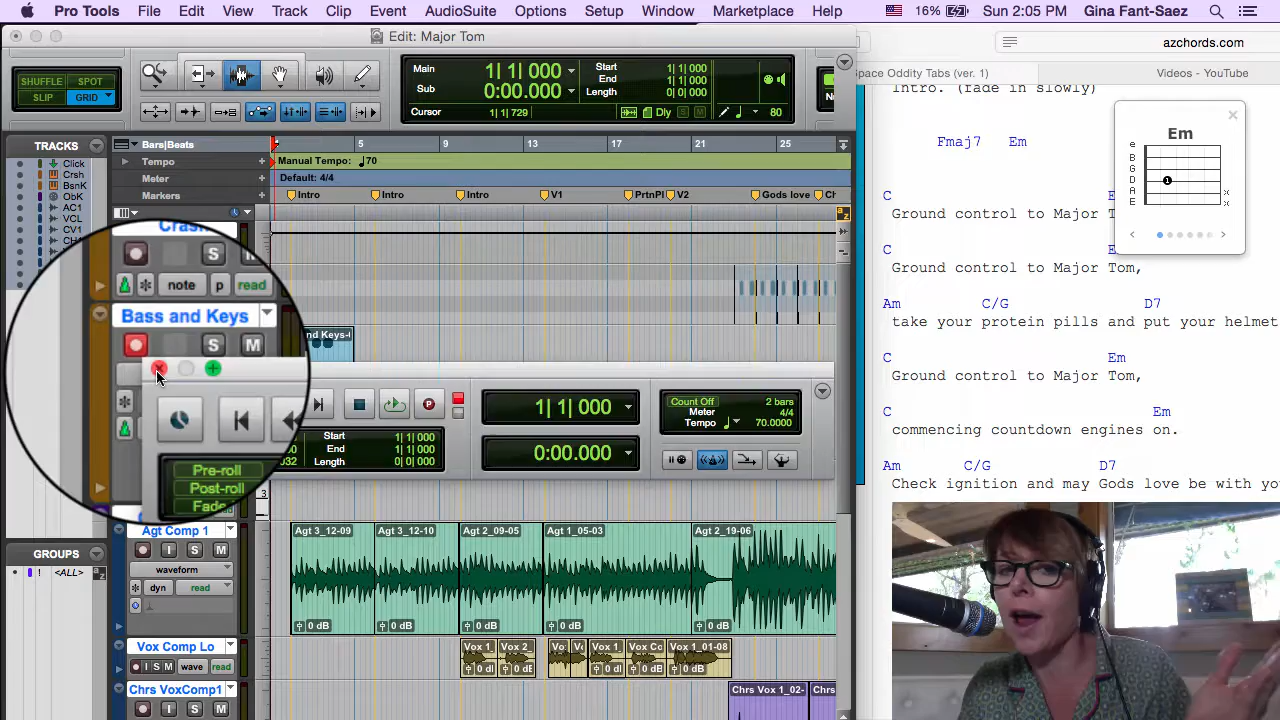 Pro Tools File Edit View Track Clip Event AudioSuite Options Setup Window Marketplace Help 16% Sun 2:05 PM Gina Fant-Saez
Edit: Major Tom
azchords.com
Space Oddity Tabs (ver. 1) Videos - YouTube
SHUFFLE SPOT
SLIP GRID
Main 1| 1| 000
Sub 0:00.000
Start 1| 1| 000
End 1| 1| 000
Length 0| 0| 000
Cursor 1| 1| 729 Dly S M 80
TRACKS
Click
Crsh
BsnK
ObK
AC1
VCL
CV1
Bars|Beats 5 9 13 17 21 25
Tempo + Manual Tempo: 70
Meter + Default: 4/4
Markers + Intro Intro Intro V1 PrtnPl V2 Gods love Ch
a z
Crash
S
note p read
Bass and Keys
S M
nd Keys-
Pre-roll
Post-roll
Fade
Start 1| 1| 000
End 1| 1| 000
032 Length 0| 0| 000
1| 1| 000
0:00.000
Count Off 2 bars
Meter 4/4
Tempo 70.0000
3
GROUPS
! <ALL>
a z
Agt Comp 1
I S M
waveform
dyn read
Agt 3_12-09 Agt 3_12-10 Agt 2_09-05 Agt 1_05-03 Agt 2_19-06
0 dB 0 dB 0 dB 0 dB 0 dB
Vox Comp Lo
I S M wave read
Vox 1_ Vox 2_ Vo Vox 1 Vox Cc Vox 1_01-08
Chrs VoxComp1
I S M
Chrs Vox 1_02- Chrs
Intro. (fade in slowly)
Fmaj7 Em
C E
Ground control to Major T
C E
Ground control to Major Tom,
Am C/G D7
take your protein pills and put your helmet
C Em
Ground control to Major Tom,
C Em
commencing countdown engines on.
Am C/G D7
Check ignition and may Gods love be with yo
Em
e
B
G
D 1
A x
E x